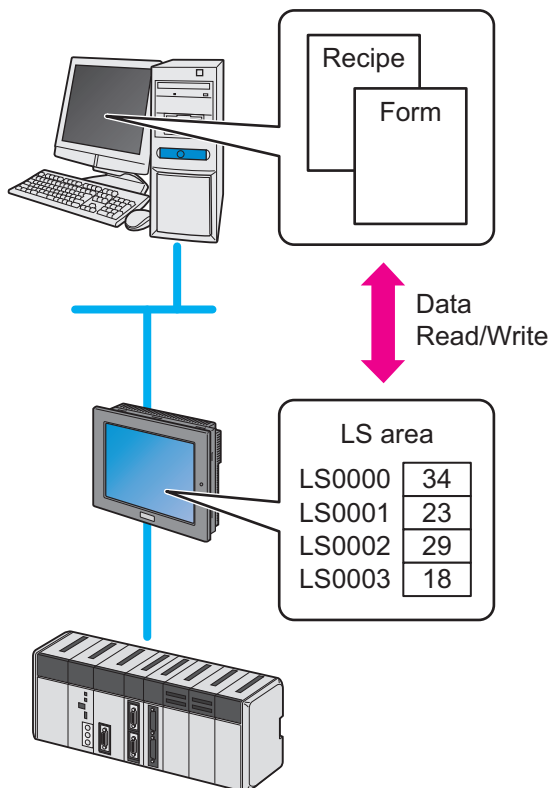 Recipe
Form
Data
Read/Write
LS area
LS0000 34
LS0001 23
LS0002 29
LS0003 18